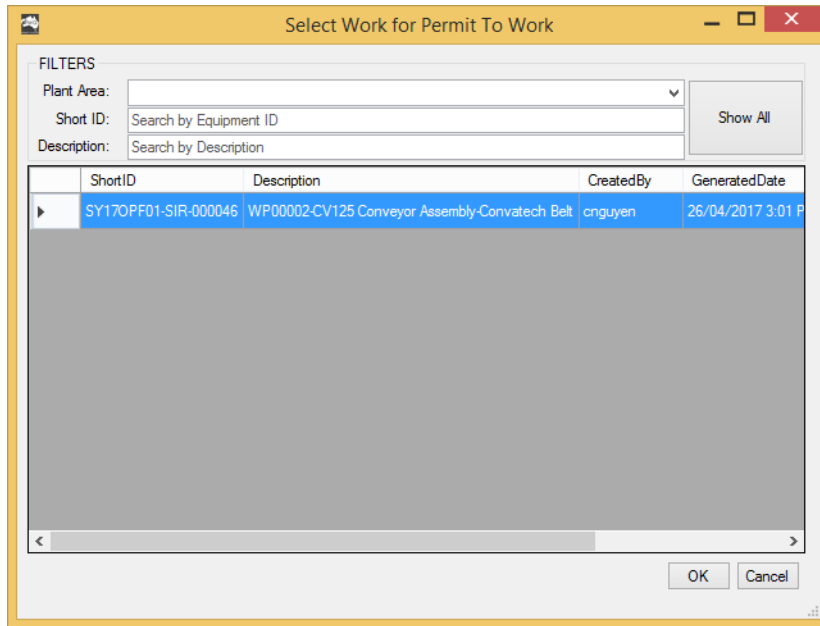 Select Work for Permit To Work
FILTERS
Plant Area:
Short ID: Search by Equipment ID
Show All
Description: Search by Description
ShortID Description CreatedBy GeneratedDate
SY17OPF01-SIR-000046 WP00002-CV125 Conveyor Assembly-Convatech Belt cnguyen 26/04/2017 3:01 P
OK Cancel